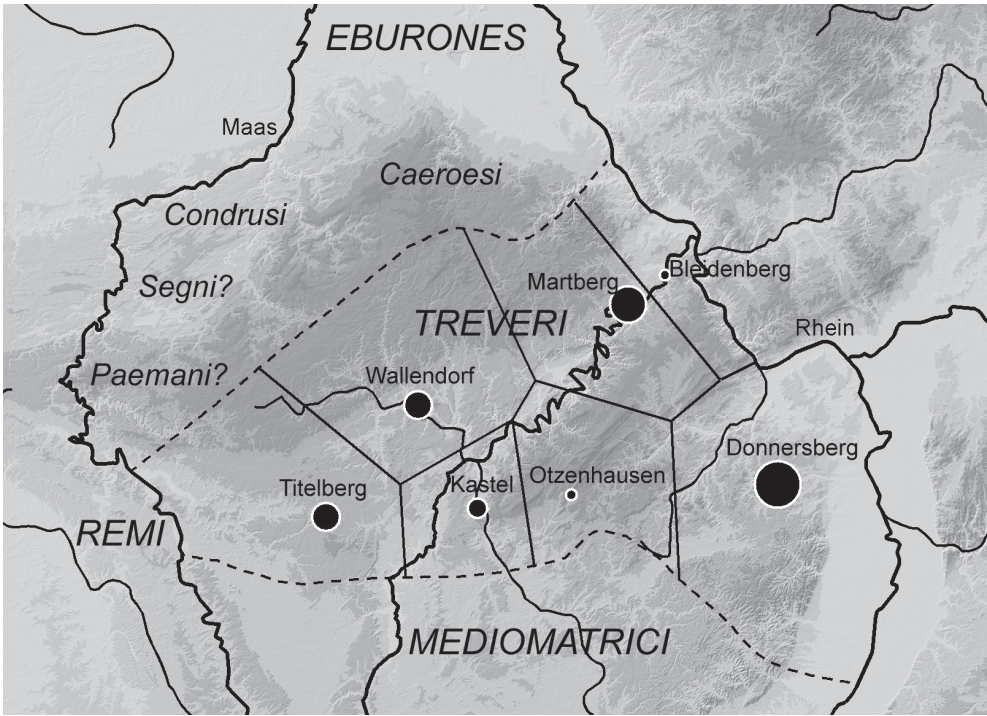 EBURONES
Maas
Caeroesi
Condrusi
Bleidenberg
Martberg
Segni?
TREVERI
Rhein
Paemani?
Wallendorf
Donnersberg
Otzenhausen
Kastel
Titelberg
REMI
MEDIOMATRICI